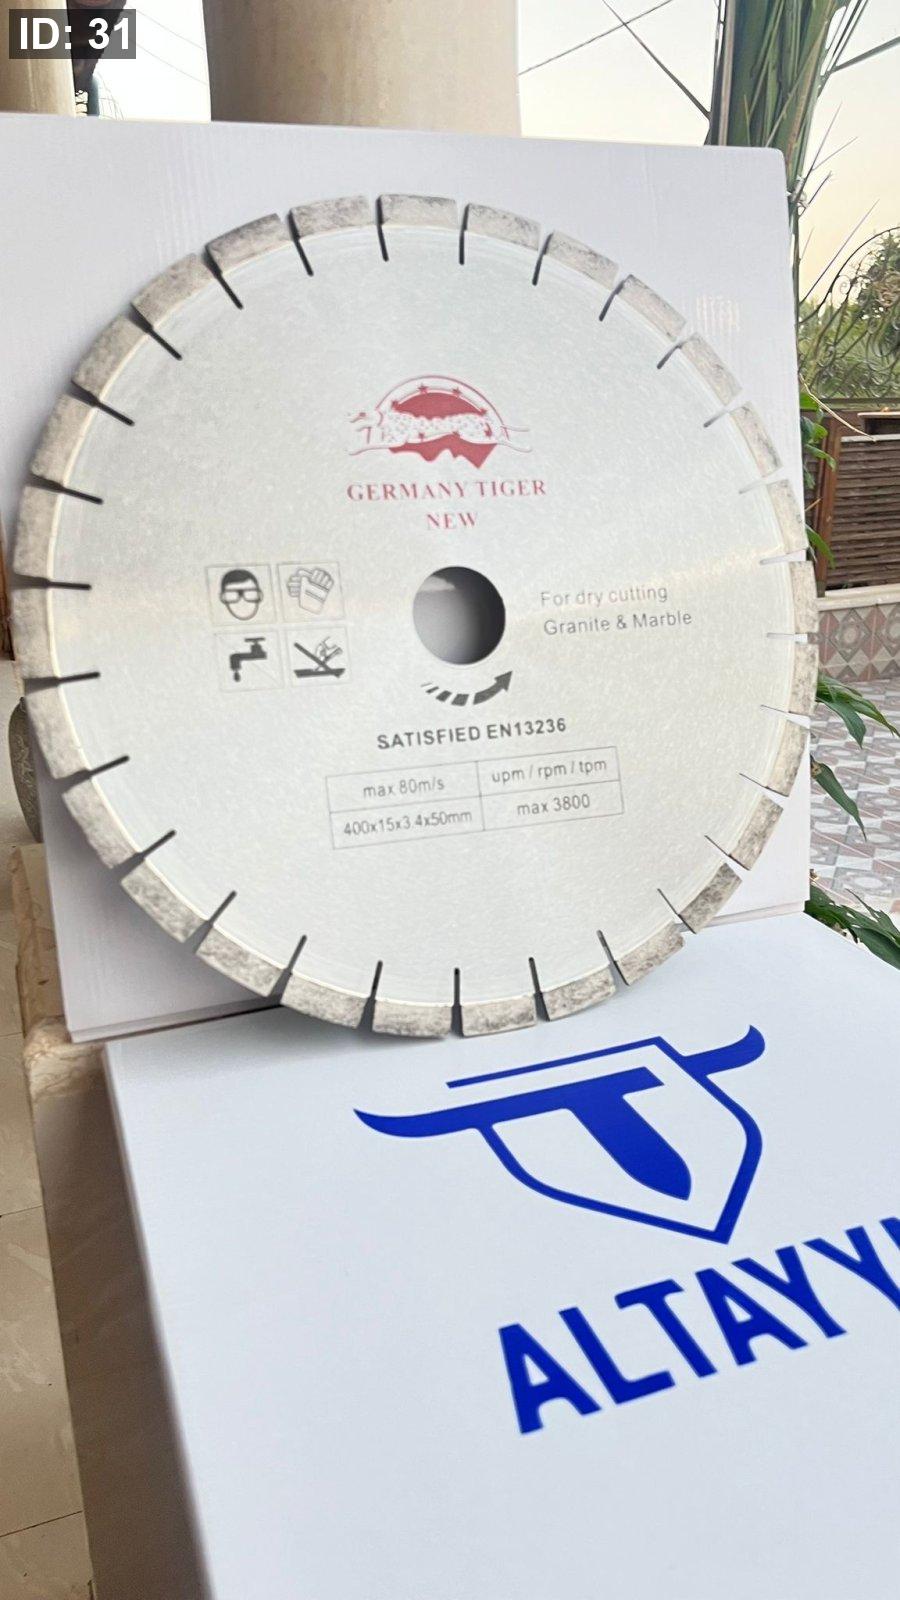 ID: 31
GERMANY TIGER
NEW
For dry cutting
Granite & Marble
SATISFIED EN13236
max 80m/s
upm / rpm / tpm
400x15x3.4x50mm
max 3800
ALTAYY